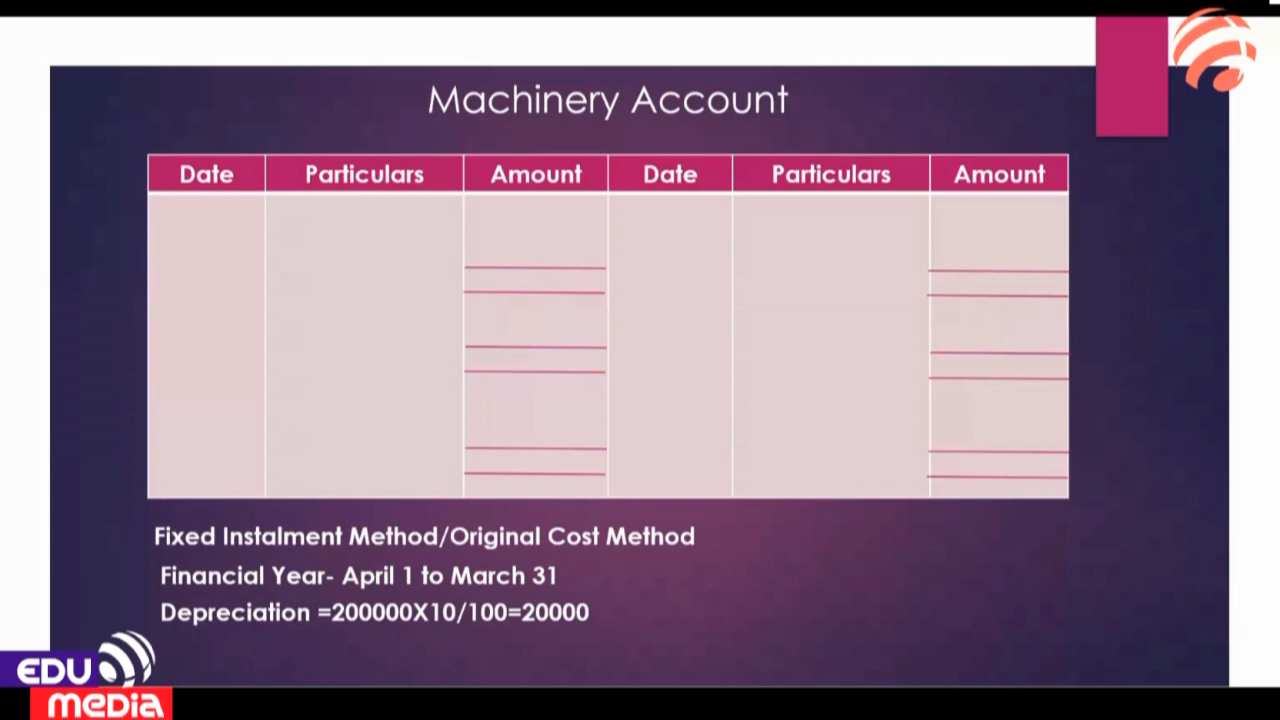 Machinery Account
Date Particulars Amount Date Particulars Amount
Fixed Instalment Method/Original Cost Method
Financial Year- April 1 to March 31
Depreciation =200000X10/100=20000
EDU
meDia